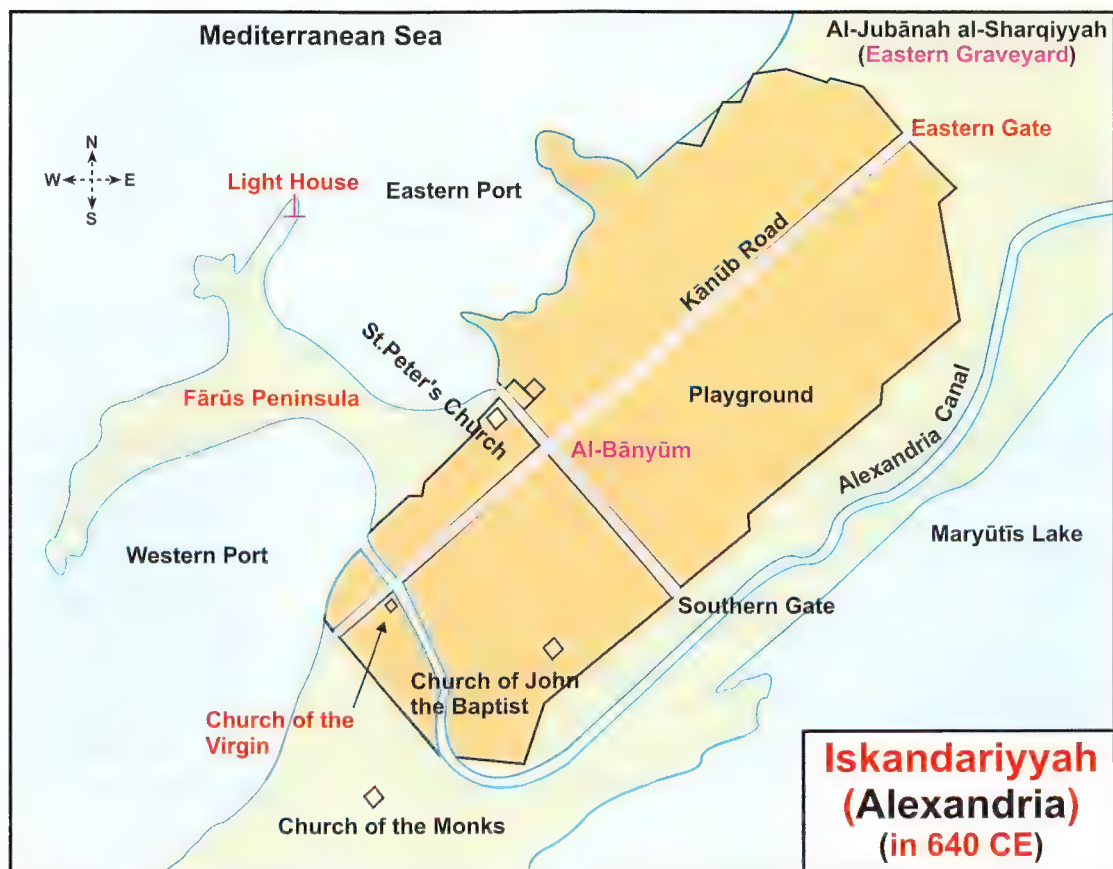 Mediterranean Sea
Al-Jubānah al-Sharqiyyah
(Eastern Graveyard)
N
W
E
S
Eastern Gate
Light House
Eastern Port
Kānūb Road
St.Peter's Church
Fārūs Peninsula
Playground
Al-Bānyūm
Alexandria Canal
Western Port
Maryūtīs Lake
Southern Gate
Church of John
the Baptist
Church of the
Virgin
Church of the Monks
Iskandariyyah
(Alexandria)
(in 640 CE)